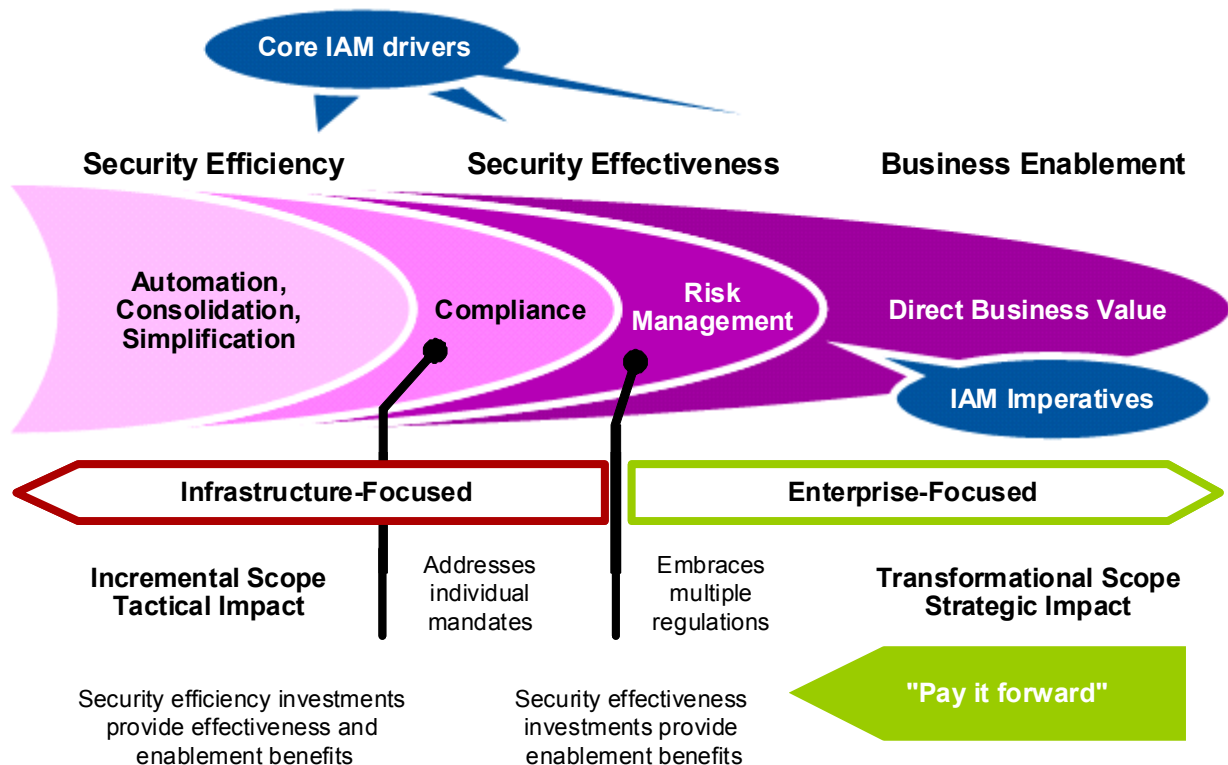 Core IAM drivers
Security Efficiency
Security Effectiveness
Business Enablement
Automation,
Consolidation,
Simplification
Compliance
Risk
Management
Direct Business Value
IAM Imperatives
Infrastructure-Focused
Enterprise-Focused
Incremental Scope
Tactical Impact
Addresses
individual
mandates
Embraces
multiple
regulations
Transformational Scope
Strategic Impact
Security efficiency investments
provide effectiveness and
enablement benefits
Security effectiveness
investments provide
enablement benefits
"Pay it forward"